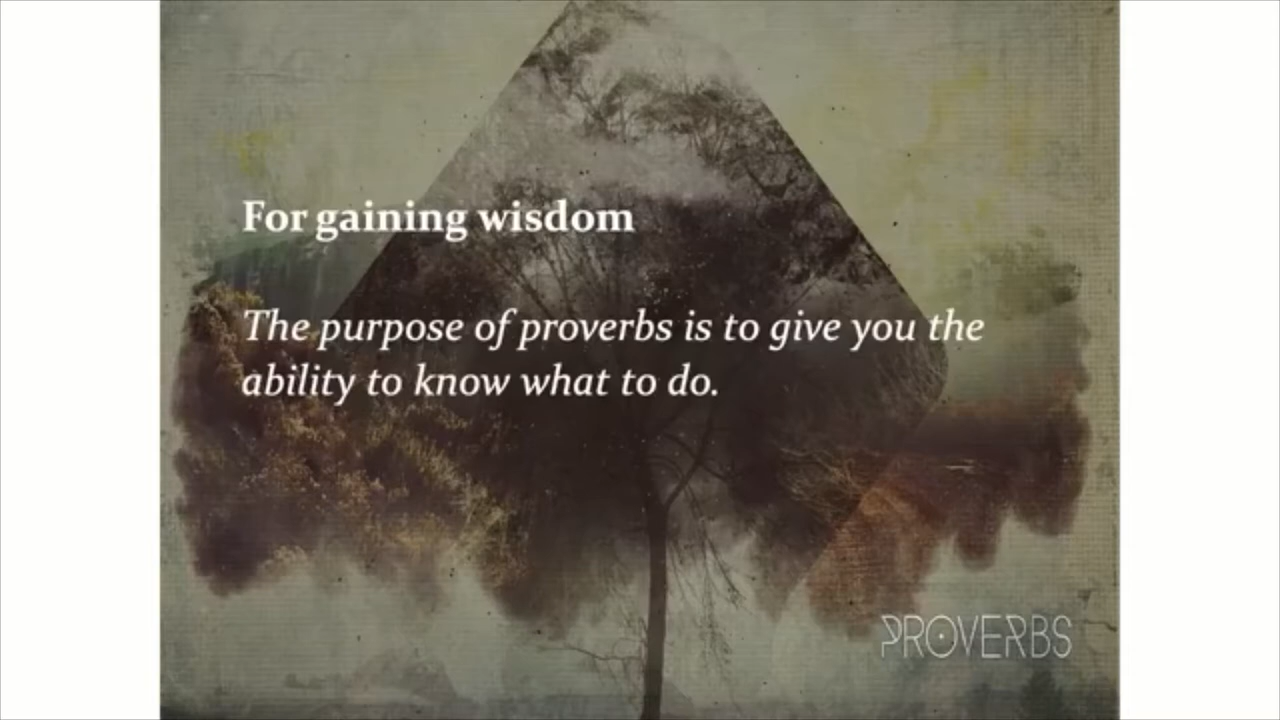 For gaining wisdom
The purpose of proverbs is to give you the
ability to know what to do.
PROVERBS